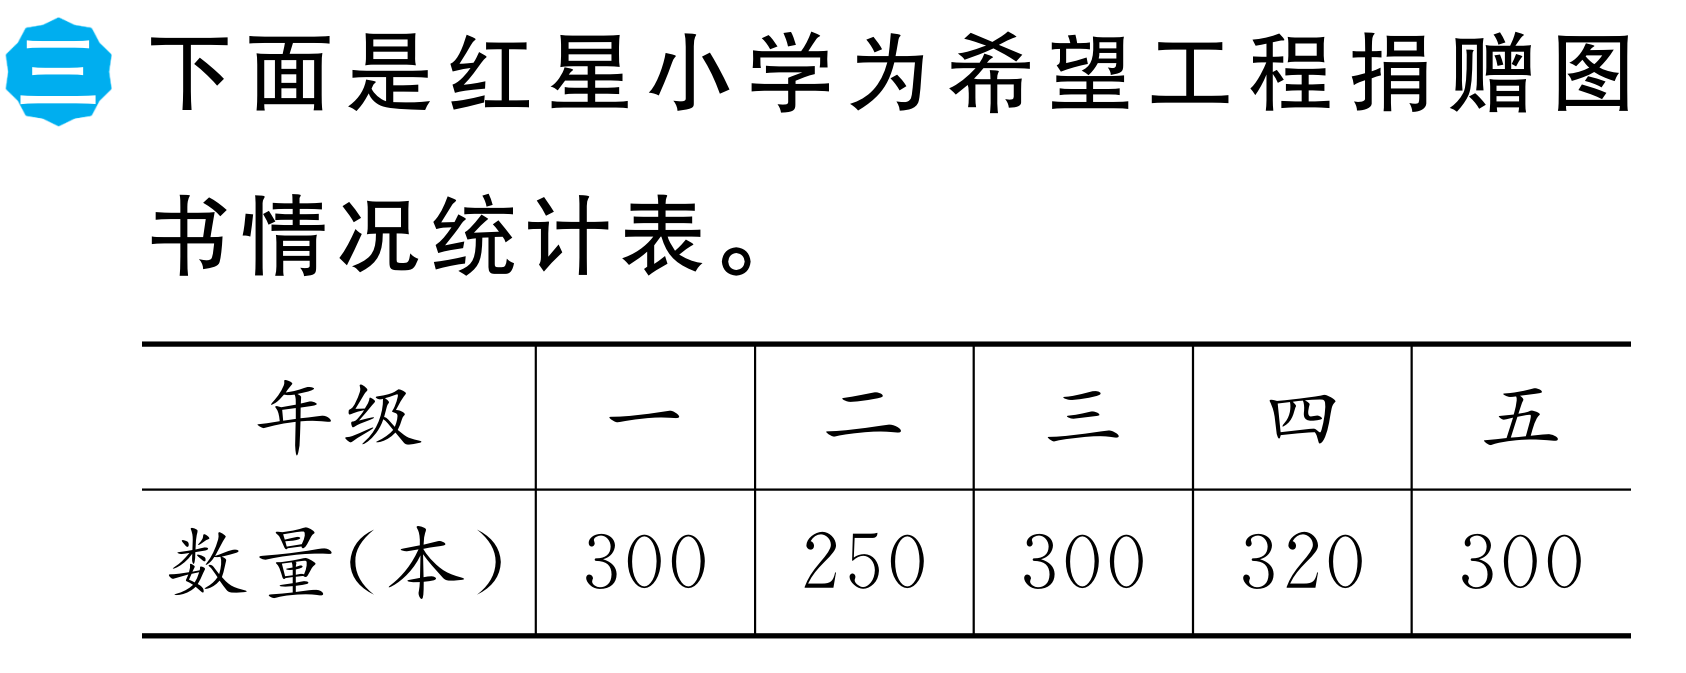 三 下面是红星小学为希望工程捐赠图
书情况统计表。
年级 一 二 三 四 五
数量(本) 300 250 300 320 300